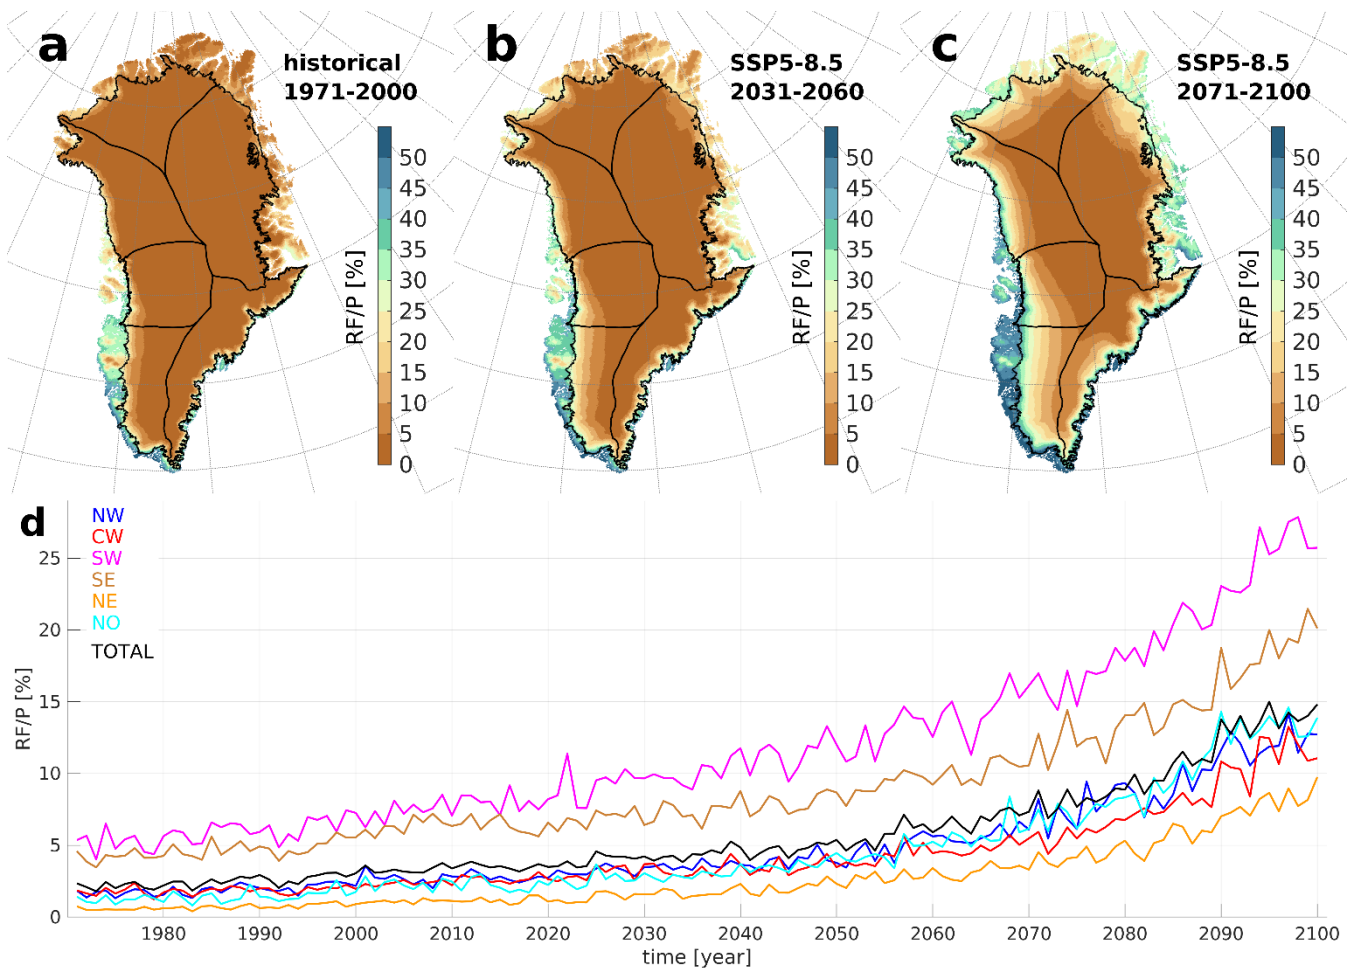 a
historical
1971-2000
50
45
40
35
30
25
20
15
10
5
0
RF/P [%]
b
SSP5-8.5
2031-2060
50
45
40
35
30
25
20
15
10
5
0
RF/P [%]
c
SSP5-8.5
2071-2100
50
45
40
35
30
25
20
15
10
5
0
RF/P [%]
d
NW
CW
SW
SE
NE
NO
TOTAL
25
20
15
10
5
0
RF/P [%]
1980 1990 2000 2010 2020 2030 2040 2050 2060 2070 2080 2090 2100
time [year]